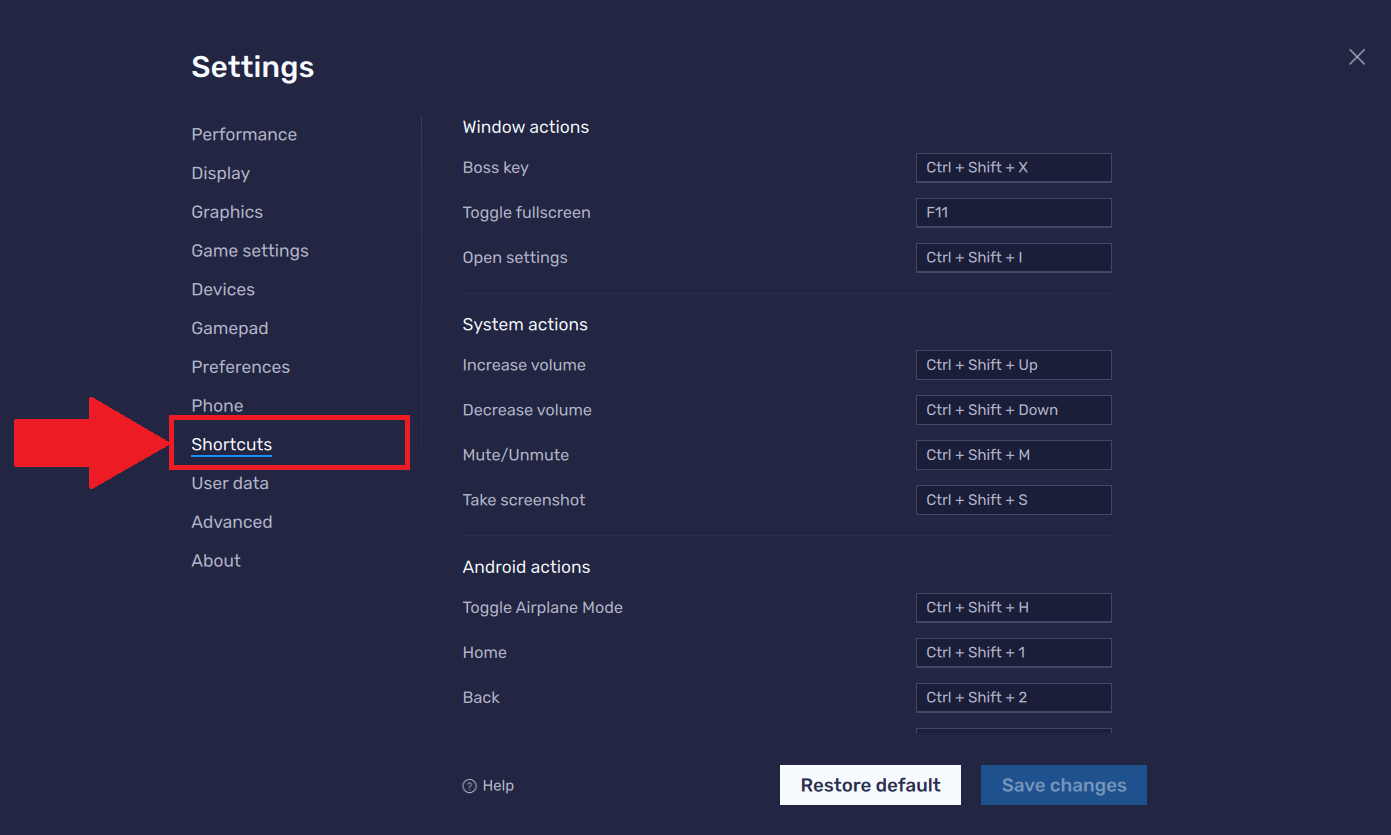 Settings
Performance
Display
Graphics
Game settings
Devices
Gamepad
Preferences
Phone
Shortcuts
User data
Advanced
About
Window actions
Boss key Ctrl + Shift + X
Toggle fullscreen F11
Open settings Ctrl + Shift + I
System actions
Increase volume Ctrl + Shift + Up
Decrease volume Ctrl + Shift + Down
Mute/Unmute Ctrl + Shift + M
Take screenshot Ctrl + Shift + S
Android actions
Toggle Airplane Mode Ctrl + Shift + H
Home Ctrl + Shift + 1
Back Ctrl + Shift + 2
? Help Restore default Save changes